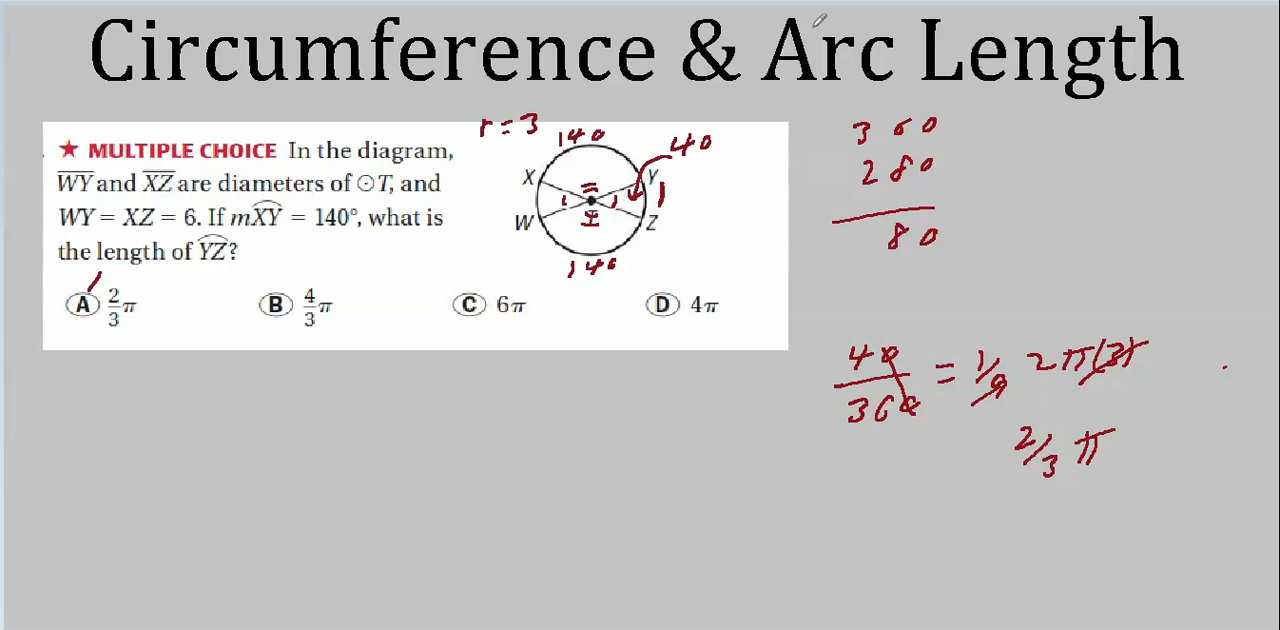 Circumference & Arc Length
★ MULTIPLE CHOICE In the diagram,
WY and XZ are diameters of ⊙T, and
WY = XZ = 6. If mXY = 140°, what is
the length of YZ?
A 2/3 π
B 4/3 π
C 6π
D 4π
r = 3
140
40
X
Y
W
Z
140
360
280
80
40/360 = 1/9 2π(3)
2/3 π